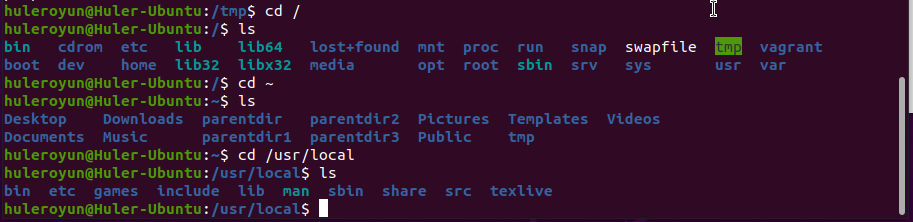 huleroyun@Huler-Ubuntu:/tmp$ cd /
huleroyun@Huler-Ubuntu:/$ ls
bin   cdrom  etc   lib    lib64   lost+found  mnt  proc  run   snap  swapfile  tmp  vagrant
boot  dev    home  lib32  libx32  media       opt  root  sbin  srv   sys       usr  var
huleroyun@Huler-Ubuntu:/$ cd ~
huleroyun@Huler-Ubuntu:~$ ls
Desktop    Downloads  parentdir   parentdir2  Pictures  Templates  Videos
Documents  Music      parentdir1  parentdir3  Public    tmp
huleroyun@Huler-Ubuntu:~$ cd /usr/local
huleroyun@Huler-Ubuntu:/usr/local$ ls
bin  etc  games  include  lib  man  sbin  share  src  texlive
huleroyun@Huler-Ubuntu:/usr/local$